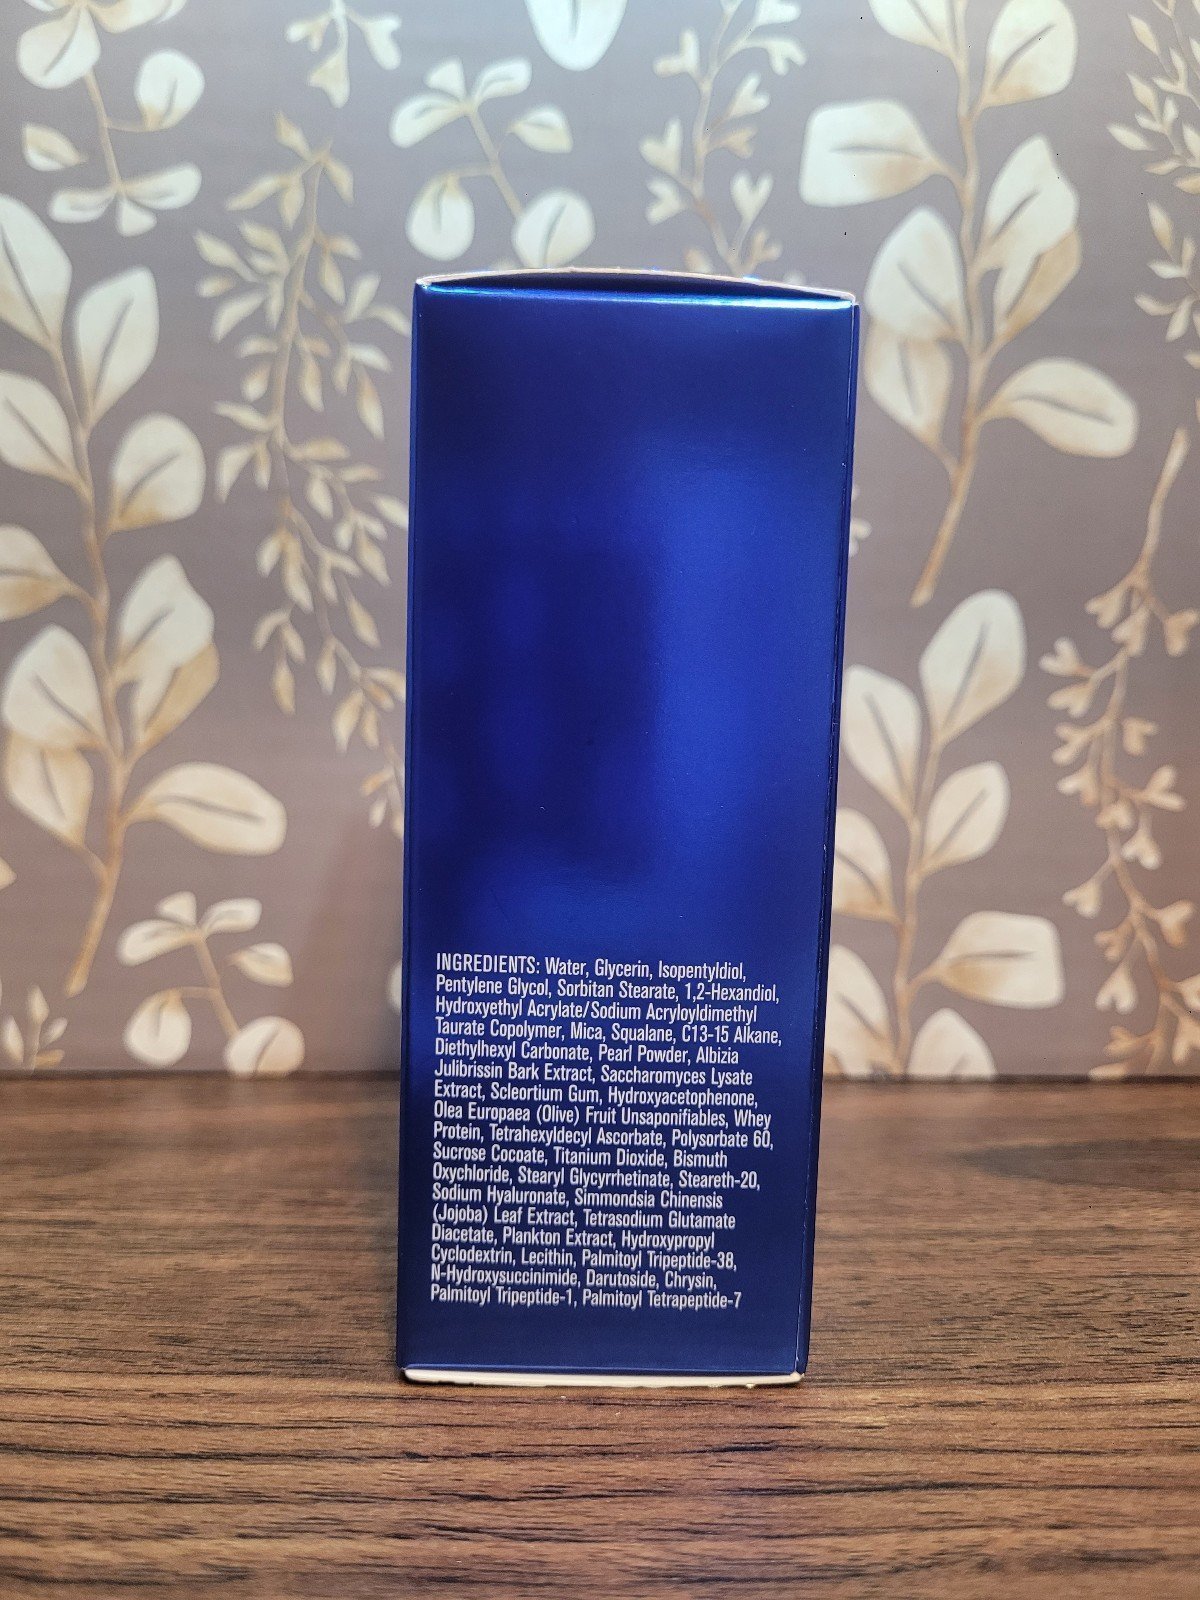 INGREDIENTS: Water, Glycerin, Isopentyldiol,
Pentylene Glycol, Sorbitan Stearate, 1,2-Hexandiol,
Hydroxyethyl Acrylate/Sodium Acryloyldimethyl
Taurate Copolymer, Mica, Squalane, C13-15 Alkane,
Diethylhexyl Carbonate, Pearl Powder, Albizia
Julibrissin Bark Extract, Saccharomyces Lysate
Extract, Scleortium Gum, Hydroxyacetophenone,
Olea Europaea (Olive) Fruit Unsaponifiables, Whey
Protein, Tetrahexyldecyl Ascorbate, Polysorbate 60,
Sucrose Cocoate, Titanium Dioxide, Bismuth
Oxychloride, Stearyl Glycyrrhetinate, Steareth-20,
Sodium Hyaluronate, Simmondsia Chinensis
(Jojoba) Leaf Extract, Tetrasodium Glutamate
Diacetate, Plankton Extract, Hydroxypropyl
Cyclodextrin, Lecithin, Palmitoyl Tripeptide-38,
N-Hydroxysuccinimide, Darutoside, Chrysin,
Palmitoyl Tripeptide-1, Palmitoyl Tetrapeptide-7